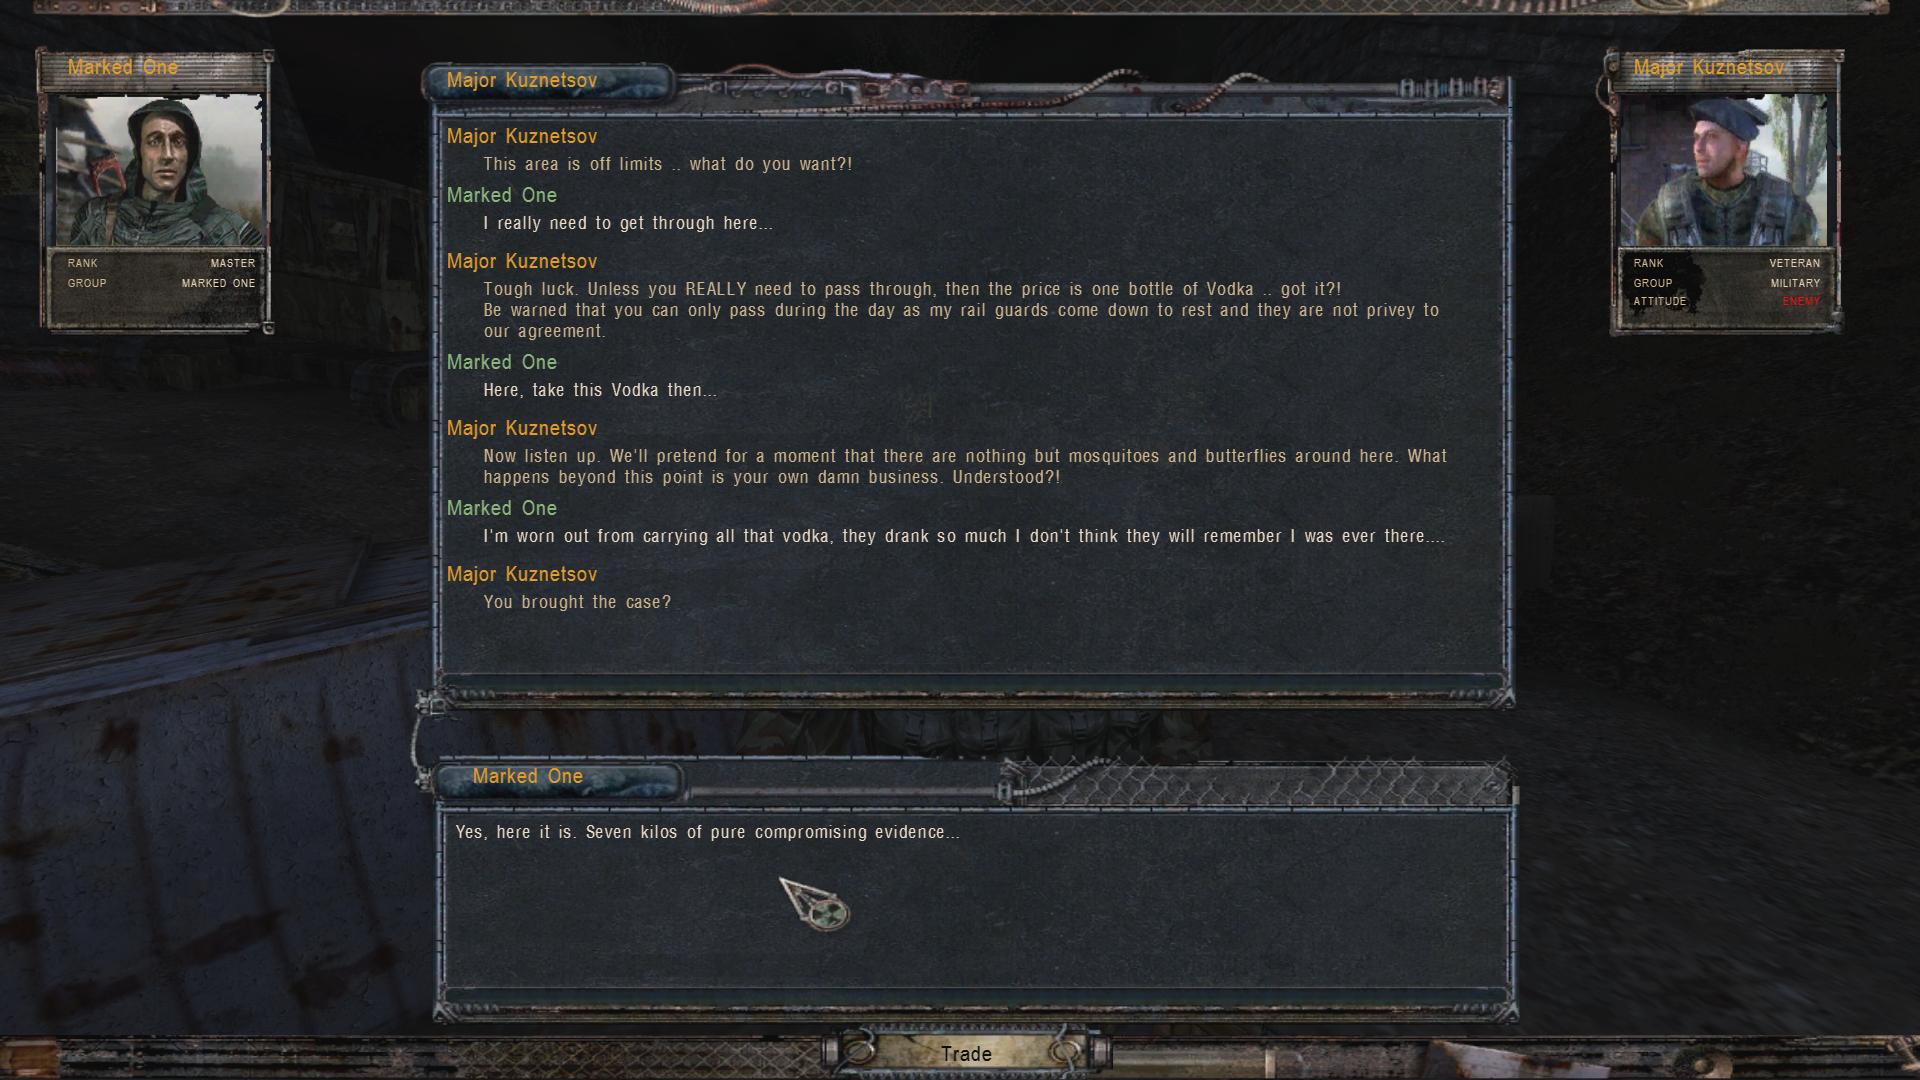 Marked One
RANK MASTER
GROUP MARKED ONE
Major Kuznetsov
Major Kuznetsov
This area is off limits .. what do you want?!
Marked One
I really need to get through here...
Major Kuznetsov
Tough luck. Unless you REALLY need to pass through, then the price is one bottle of Vodka .. got it?!
Be warned that you can only pass during the day as my rail guards come down to rest and they are not privey to
our agreement.
Marked One
Here, take this Vodka then...
Major Kuznetsov
Now listen up. We'll pretend for a moment that there are nothing but mosquitoes and butterflies around here. What
happens beyond this point is your own damn business. Understood?!
Marked One
I'm worn out from carrying all that vodka, they drank so much I don't think they will remember I was ever there....
Major Kuznetsov
You brought the case?
Major Kuznetsov
RANK VETERAN
GROUP MILITARY
ATTITUDE ENEMY
Marked One
Yes, here it is. Seven kilos of pure compromising evidence...
Trade